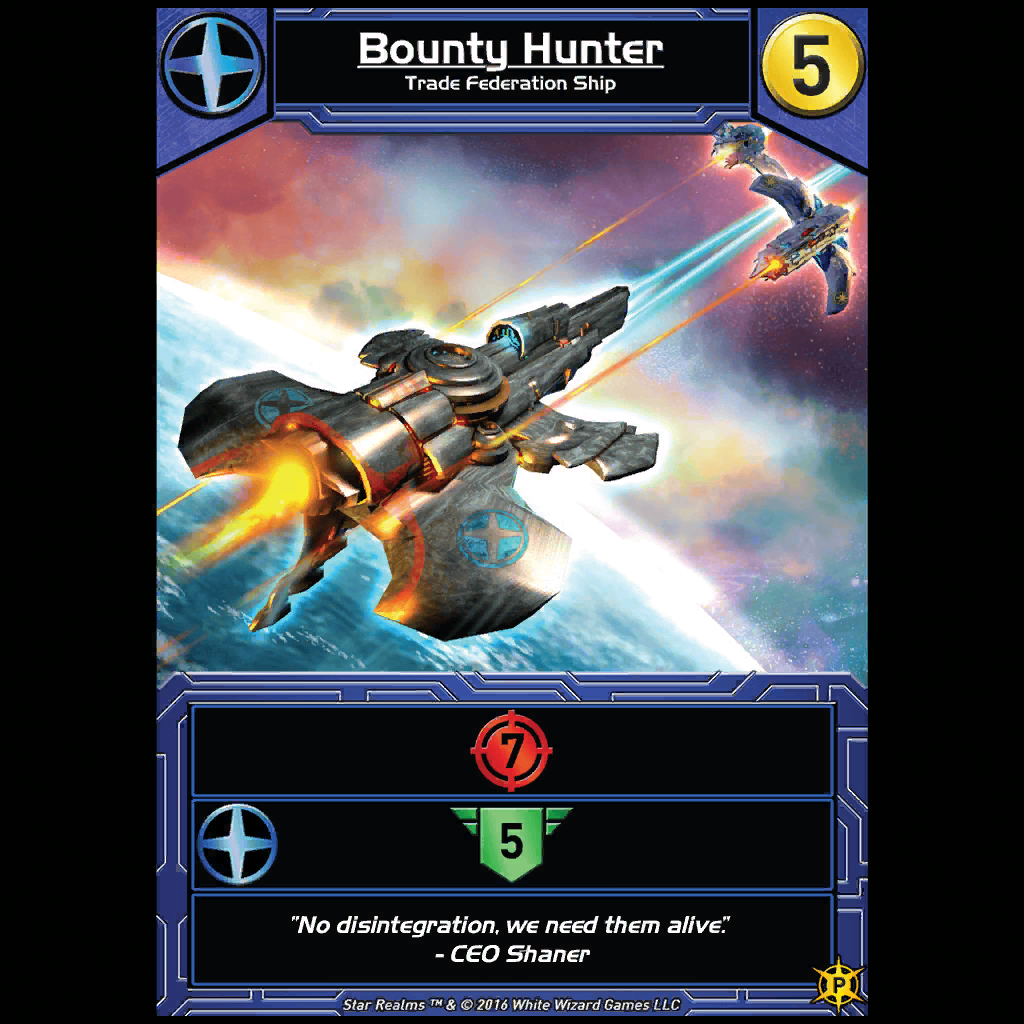 Bounty Hunter
5
Trade Federation Ship
7
5
"No disintegration, we need them alive."
- CEO Shaner
P
Star Realms ™ & © 2016 White Wizard Games LLC